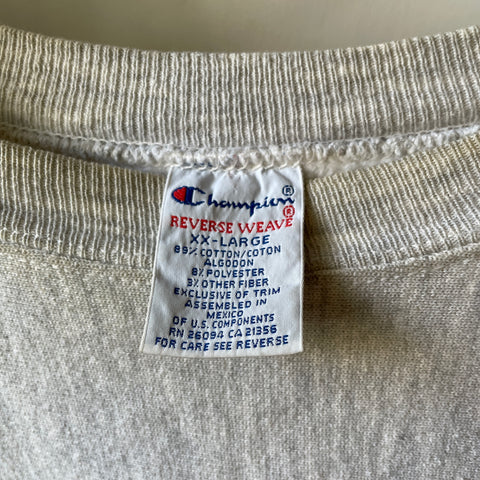 Champion®
REVERSE WEAVE®
XX-LARGE
89% COTTON/COTON
ALGODON
8% POLYESTER
3% OTHER FIBER
EXCLUSIVE OF TRIM
ASSEMBLED IN
MEXICO
OF U.S. COMPONENTS
RN 26094 CA 21356
FOR CARE SEE REVERSE